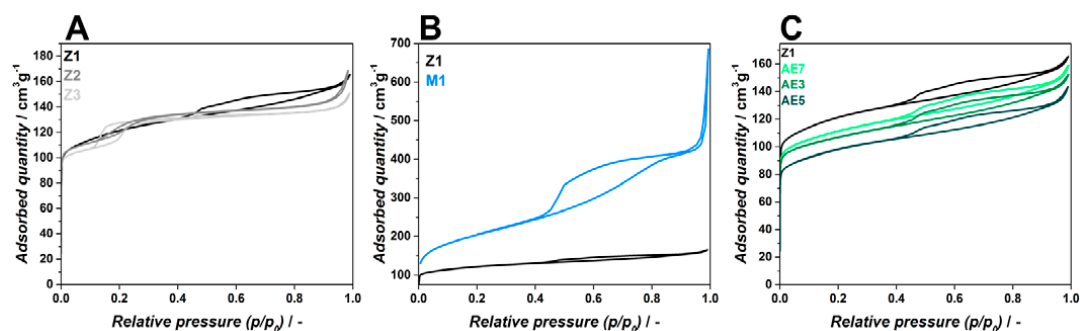 A
Z1
Z2
Z3
Adsorbed quantity / cm³g⁻¹
180
160
140
120
100
80
60
40
20
0
0.0 0.2 0.4 0.6 0.8 1.0
Relative pressure (p/p₀) / -
B
Z1
M1
Adsorbed quantity / cm³g⁻¹
700
600
500
400
300
200
100
0.0 0.2 0.4 0.6 0.8 1.0
Relative pressure (p/p₀) / -
C
Z1
AE7
AE3
AE5
Adsorbed quantity / cm³g⁻¹
160
140
120
100
80
60
40
20
0
0.0 0.2 0.4 0.6 0.8 1.0
Relative pressure (p/p₀) / -